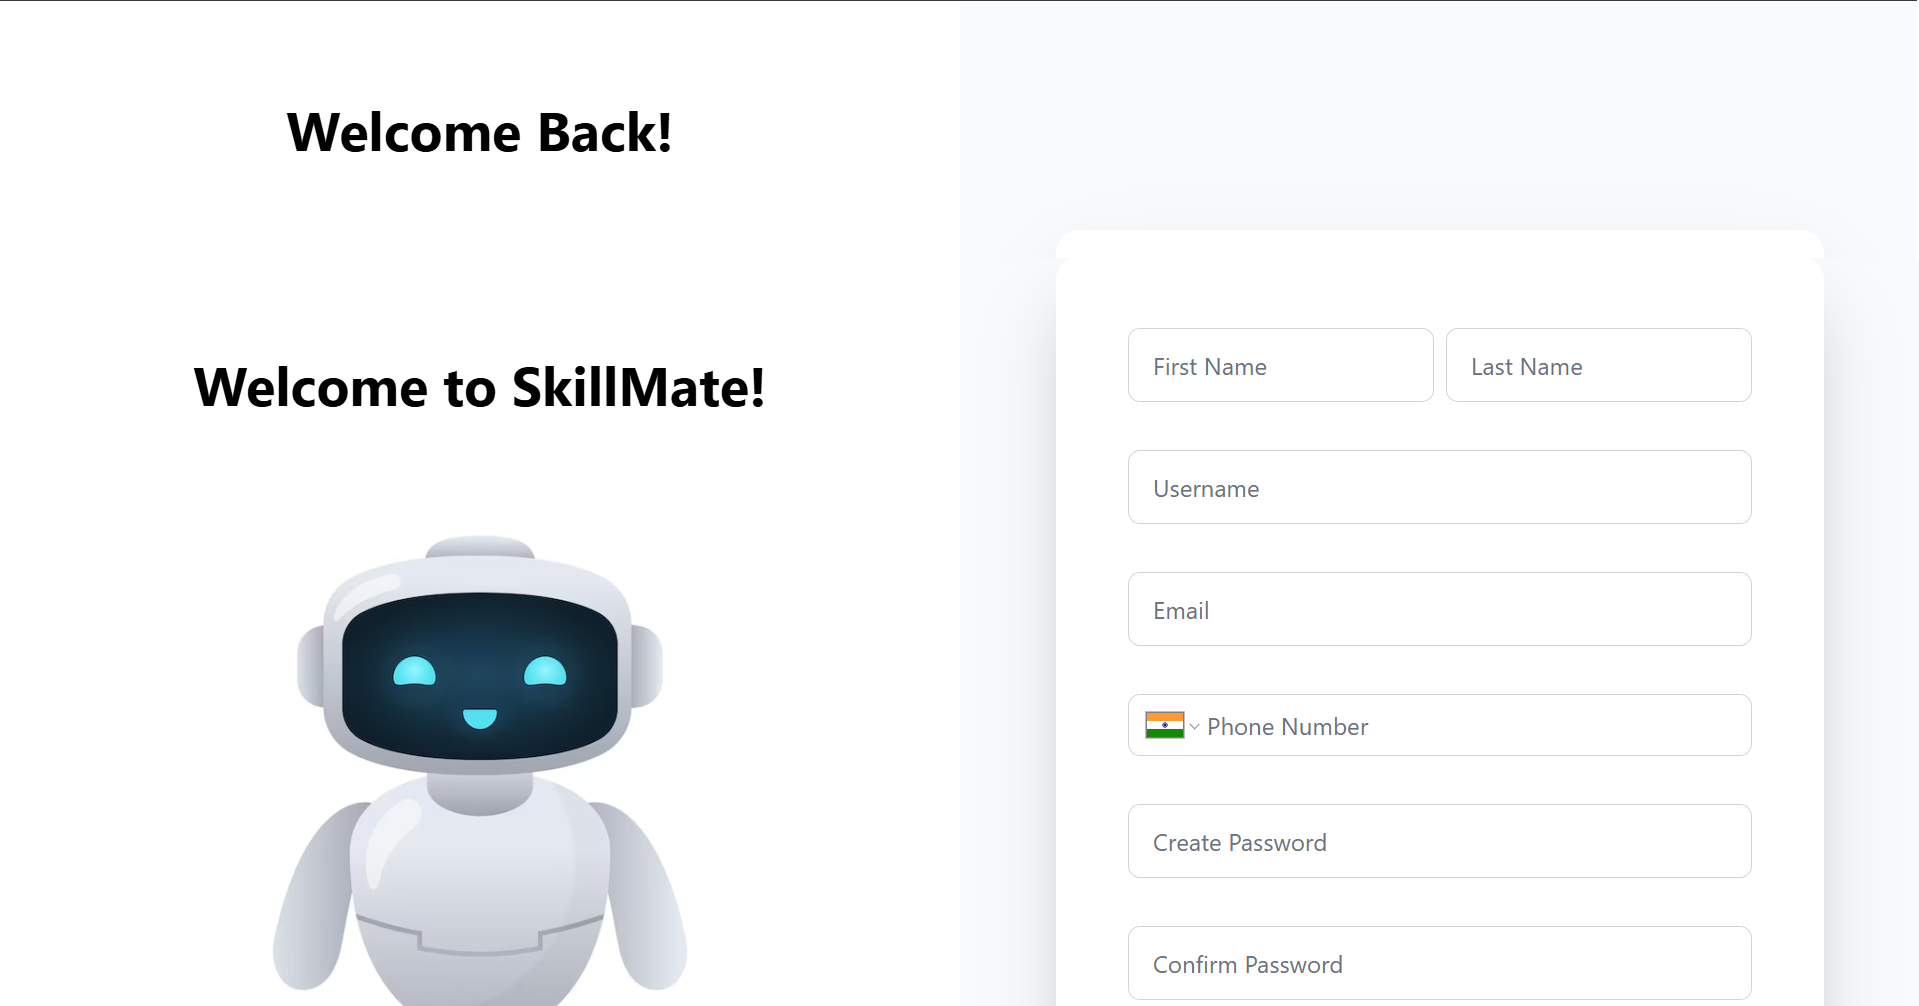 Welcome Back!
Welcome to SkillMate!
First Name
Last Name
Username
Email
Phone Number
Create Password
Confirm Password